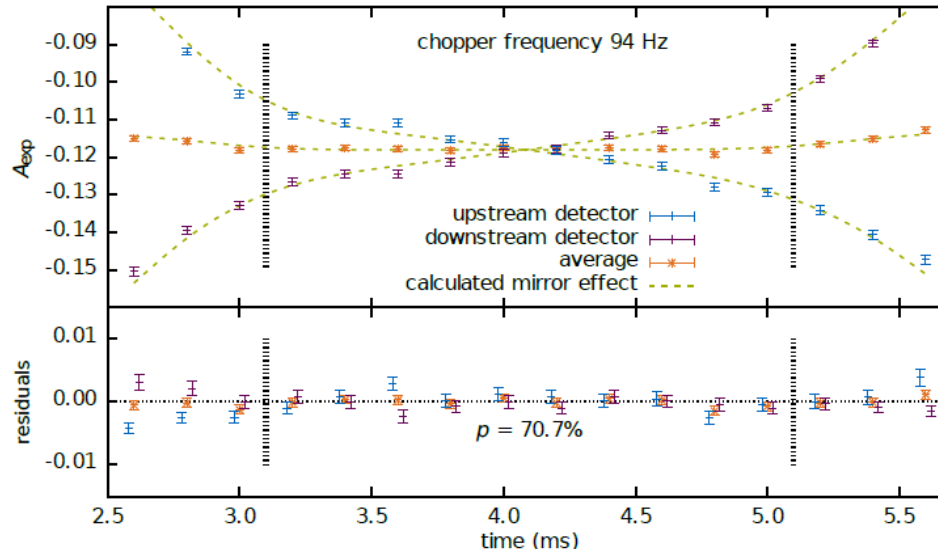 chopper frequency 94 Hz
-0.09
-0.10
-0.11
-0.12
-0.13
-0.14
-0.15
A_exp
upstream detector
downstream detector
average
calculated mirror effect
0.01
0.00
-0.01
residuals
p = 70.7%
2.5 3.0 3.5 4.0 4.5 5.0 5.5
time (ms)